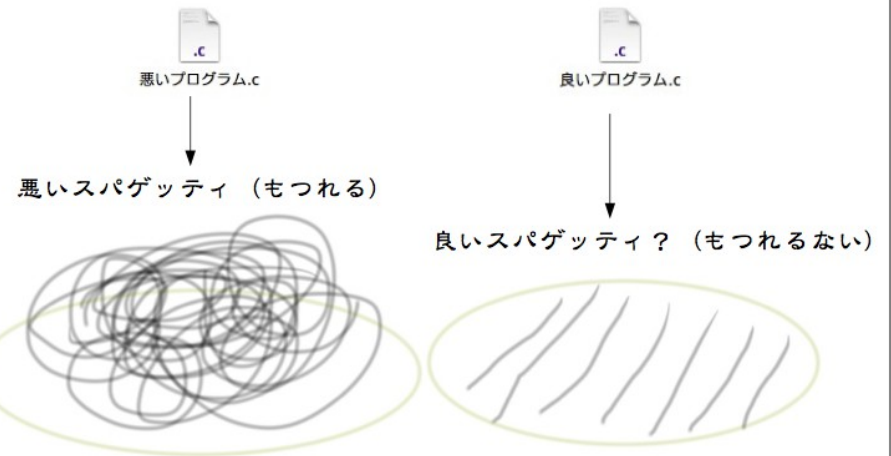 .c
悪いプログラム.c
悪いスパゲッティ（もつれる）
.c
良いプログラム.c
良いスパゲッティ？（もつれるない）